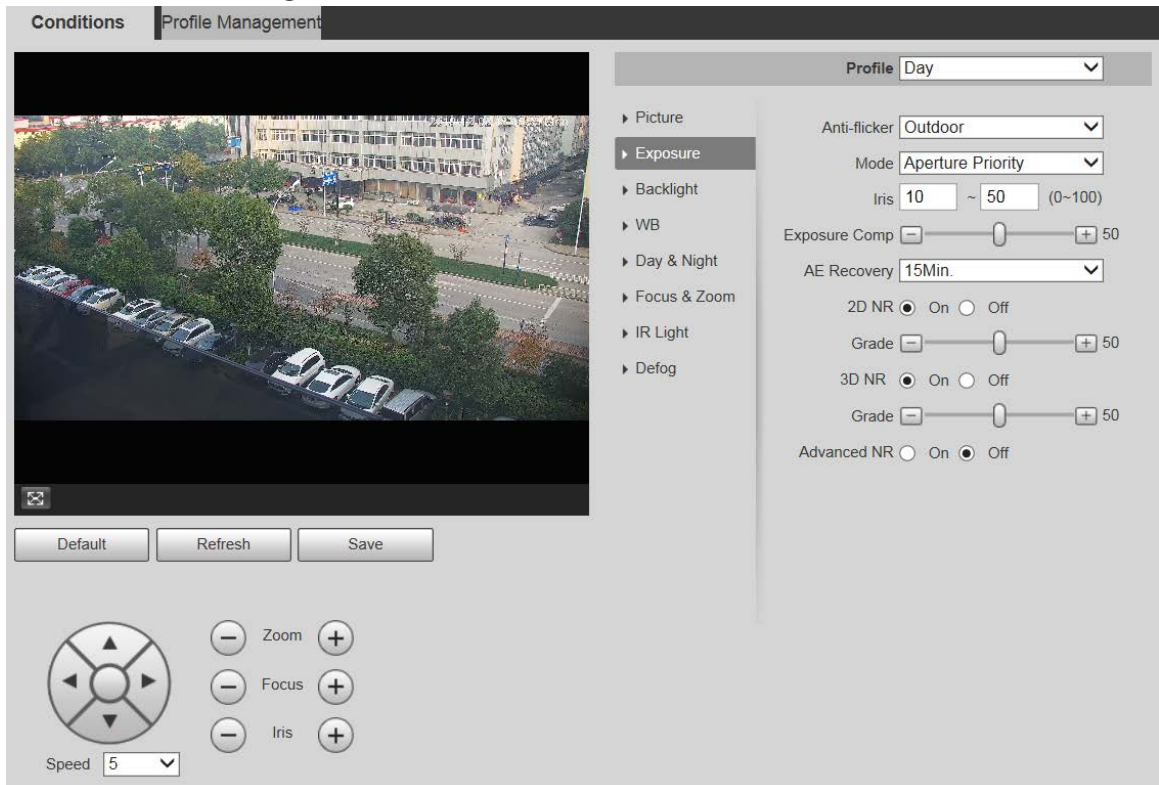 Conditions
Profile Management
Profile Day
Picture
Exposure
Backlight
WB
Day & Night
Focus & Zoom
IR Light
Defog
Anti-flicker Outdoor
Mode Aperture Priority
Iris 10 ~ 50 (0~100)
Exposure Comp − + 50
AE Recovery 15Min.
2D NR On Off
Grade − + 50
3D NR On Off
Grade − + 50
Advanced NR On Off
Default Refresh Save
− Zoom +
− Focus +
− Iris +
Speed 5